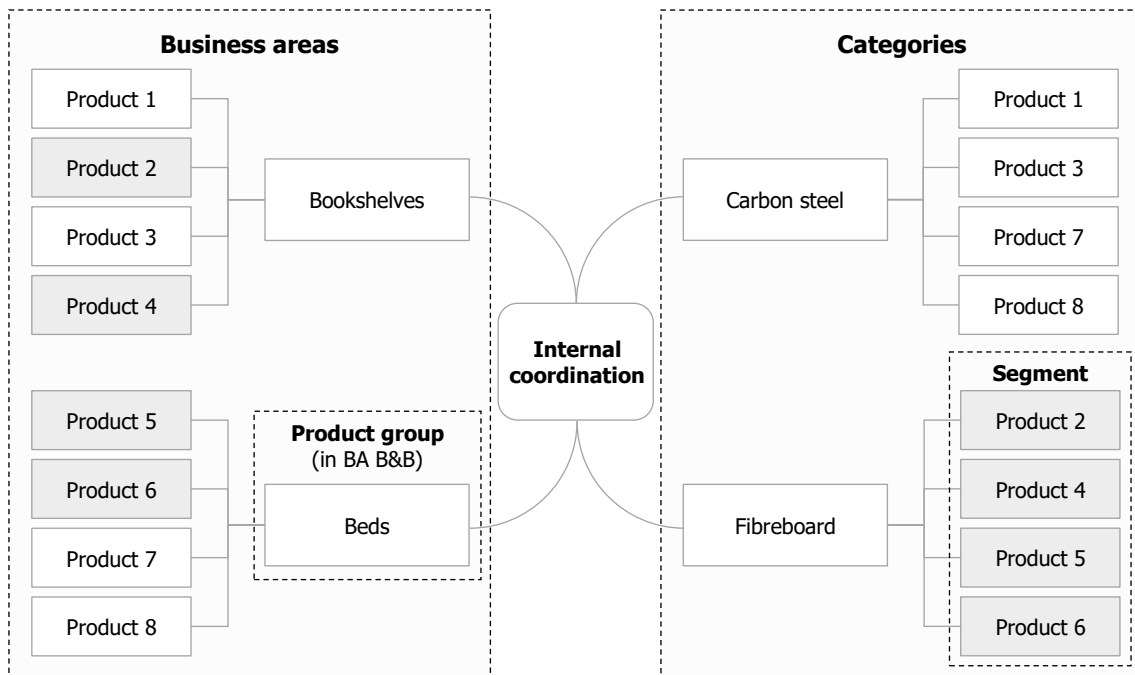 Business areas
Product 1
Product 2
Product 3
Product 4
Bookshelves
Product 5
Product 6
Product 7
Product 8
Product group
(in BA B&B)
Beds
Internal
coordination
Categories
Carbon steel
Product 1
Product 3
Product 7
Product 8
Fibreboard
Segment
Product 2
Product 4
Product 5
Product 6